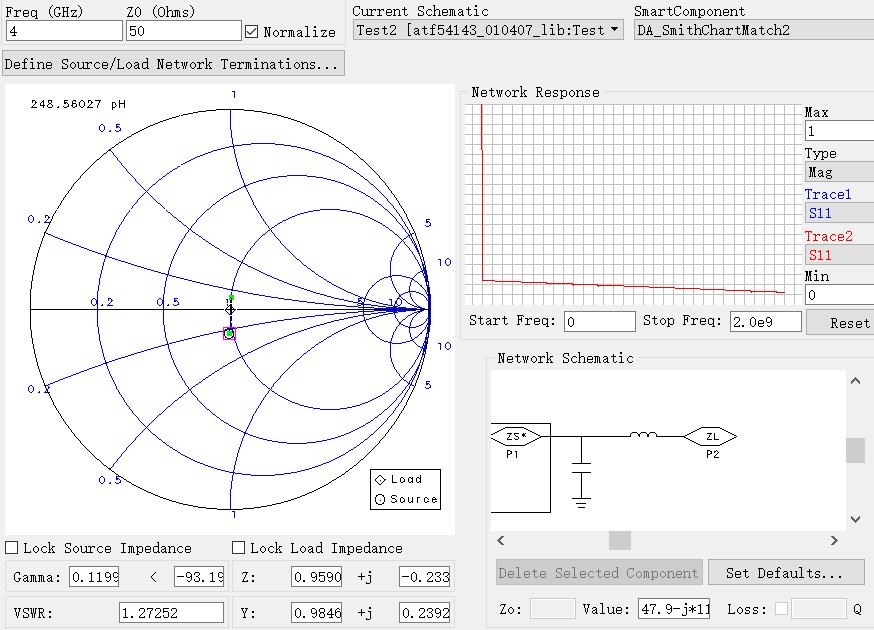 Freq (GHz)
Z0 (Ohms)
Current Schematic
SmartComponent
4
50
Normalize
Test2 [atf54143_010407_lib:Test
DA_SmithChartMatch2
Define Source/Load Network Terminations...
248.56027 pH
1
0.5
0.2
5
10
0.2
0.5
1
5
10
10
5
0.2
0.5
1
Load
Source
Network Response
Max
1
Type
Mag
Trace1
S11
Trace2
S11
Min
0
Start Freq:
0
Stop Freq:
2.0e9
Reset
Network Schematic
ZS*
ZL
P1
P2
Lock Source Impedance
Lock Load Impedance
Gamma:
0.1199
<
-93.19
Z:
0.9590
+j
-0.233
Delete Selected Component
Set Defaults...
VSWR:
1.27252
Y:
0.9846
+j
0.2392
Zo:
Value:
47.9-j*11
Loss:
Q